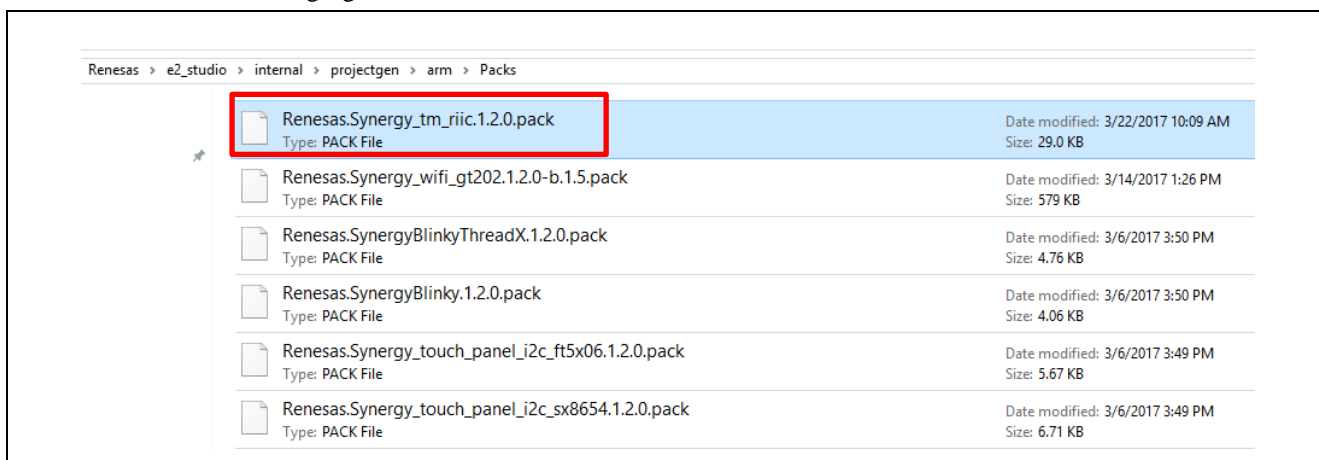 Renesas > e2_studio > internal > projectgen > arm > Packs
Renesas.Synergy_tm_riic.1.2.0.pack Date modified: 3/22/2017 10:09 AM
Type: PACK File Size: 29.0 KB
Renesas.Synergy_wifi_gt202.1.2.0-b.1.5.pack Date modified: 3/14/2017 1:26 PM
Type: PACK File Size: 579 KB
Renesas.SynergyBlinkyThreadX.1.2.0.pack Date modified: 3/6/2017 3:50 PM
Type: PACK File Size: 4.76 KB
Renesas.SynergyBlinky.1.2.0.pack Date modified: 3/6/2017 3:50 PM
Type: PACK File Size: 4.06 KB
Renesas.Synergy_touch_panel_i2c_ft5x06.1.2.0.pack Date modified: 3/6/2017 3:49 PM
Type: PACK File Size: 5.67 KB
Renesas.Synergy_touch_panel_i2c_sx8654.1.2.0.pack Date modified: 3/6/2017 3:49 PM
Type: PACK File Size: 6.71 KB